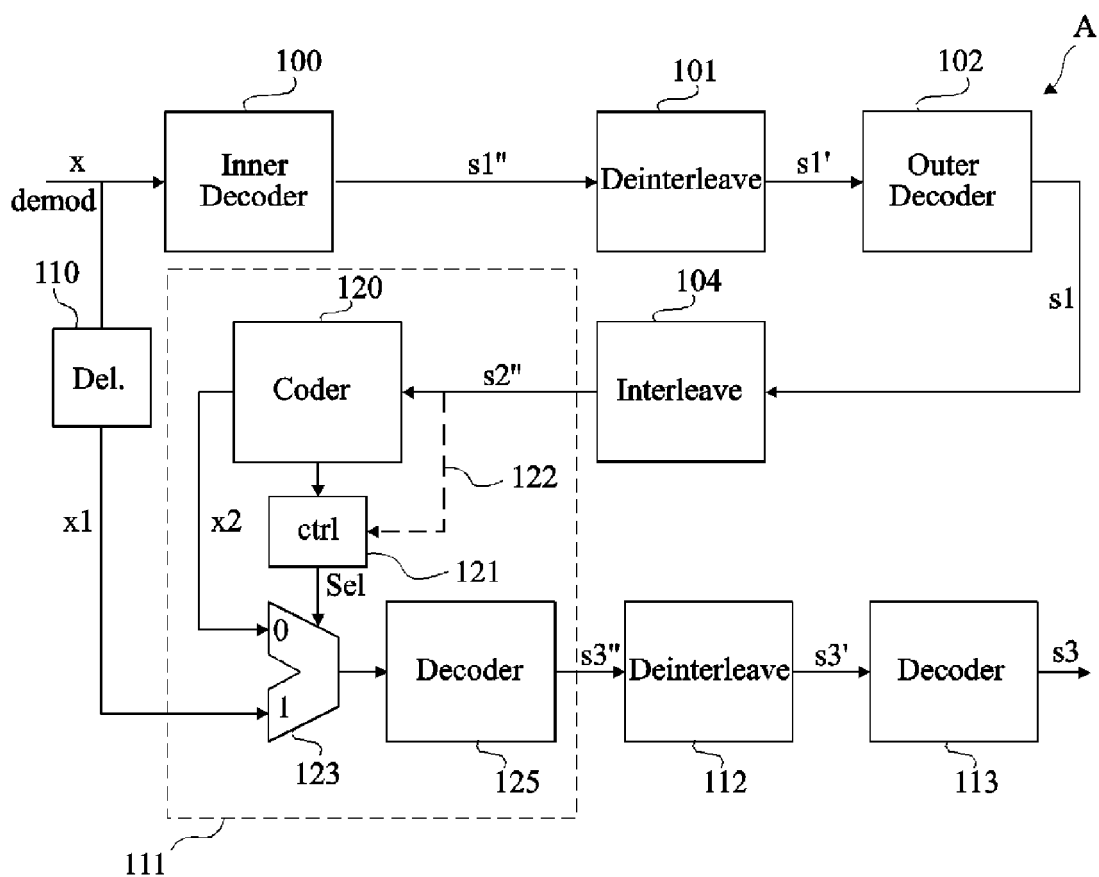 A
100
101
102
x
demod
Inner
Decoder
s1"
Deinterleave
s1'
Outer
Decoder
110
120
104
s1
Del.
Coder
s2"
Interleave
122
x1
x2
ctrl
121
Sel
0
1
Decoder
s3"
Deinterleave
s3'
Decoder
s3
123
125
112
113
111